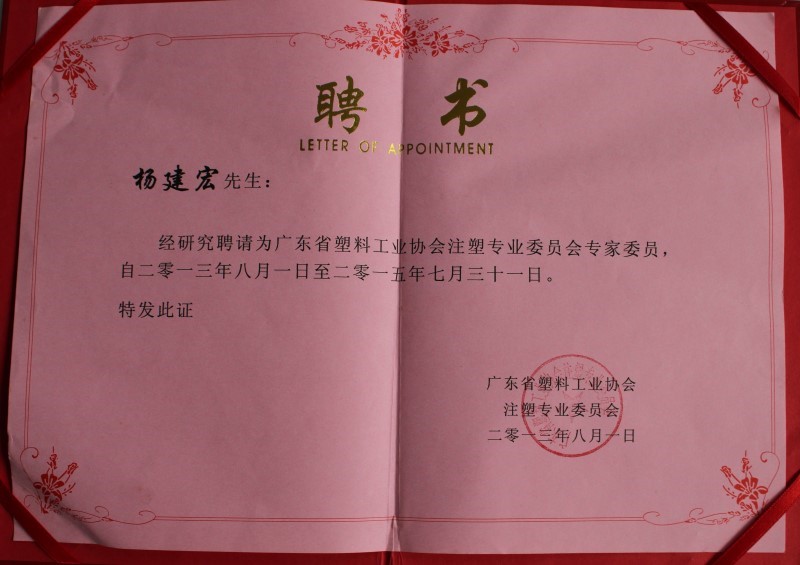 聘 书
LETTER OF APPOINTMENT
杨建宏先生：
经研究聘请为广东省塑料工业协会注塑专业委员会专家委员，
自二零一三年八月一日至二零一五年七月三十一日。
特发此证
广东省塑料工业协会
注塑专业委员会
二零一三年八月一日